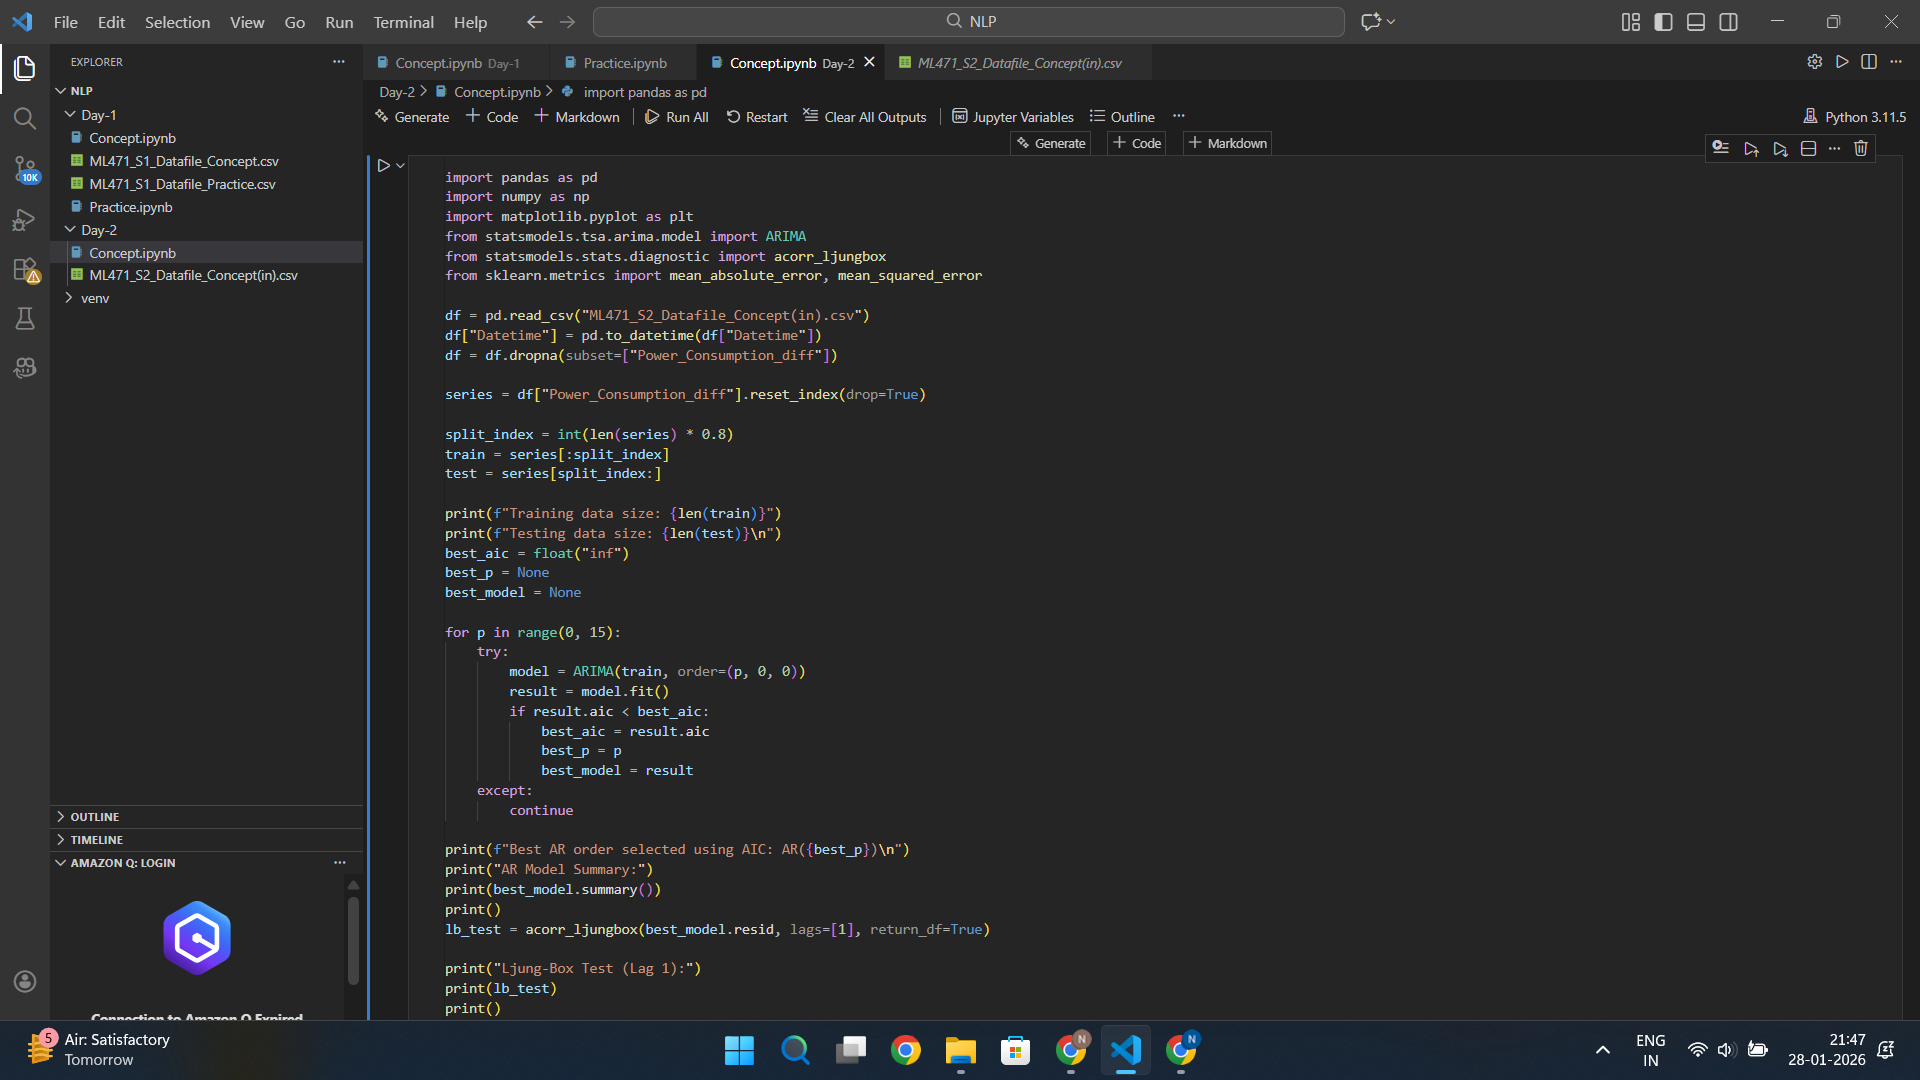 File Edit Selection View Go Run Terminal Help
NLP
EXPLORER
NLP
Day-1
Concept.ipynb
ML471_S1_Datafile_Concept.csv
ML471_S1_Datafile_Practice.csv
Practice.ipynb
Day-2
Concept.ipynb
ML471_S2_Datafile_Concept(in).csv
venv
10K
OUTLINE
TIMELINE
AMAZON Q: LOGIN
Connection to Amazon Q Expired
Concept.ipynb Day-1
Practice.ipynb
Concept.ipynb Day-2
ML471_S2_Datafile_Concept(in).csv
Day-2 > Concept.ipynb > import pandas as pd
Generate + Code + Markdown Run All Restart Clear All Outputs Jupyter Variables Outline ...
Python 3.11.5
Generate + Code + Markdown
import pandas as pd
import numpy as np
import matplotlib.pyplot as plt
from statsmodels.tsa.arima.model import ARIMA
from statsmodels.stats.diagnostic import acorr_ljungbox
from sklearn.metrics import mean_absolute_error, mean_squared_error
df = pd.read_csv("ML471_S2_Datafile_Concept(in).csv")
df["Datetime"] = pd.to_datetime(df["Datetime"])
df = df.dropna(subset=["Power_Consumption_diff"])
series = df["Power_Consumption_diff"].reset_index(drop=True)
split_index = int(len(series) * 0.8)
train = series[:split_index]
test = series[split_index:]
print(f"Training data size: {len(train)}")
print(f"Testing data size: {len(test)}\n")
best_aic = float("inf")
best_p = None
best_model = None
for p in range(0, 15):
    try:
        model = ARIMA(train, order=(p, 0, 0))
        result = model.fit()
        if result.aic < best_aic:
            best_aic = result.aic
            best_p = p
            best_model = result
    except:
        continue
print(f"Best AR order selected using AIC: AR({best_p})\n")
print("AR Model Summary:")
print(best_model.summary())
print()
lb_test = acorr_ljungbox(best_model.resid, lags=[1], return_df=True)
print("Ljung-Box Test (Lag 1):")
print(lb_test)
print()
5
Air: Satisfactory
Tomorrow
N
N
ENG
IN
21:47
28-01-2026